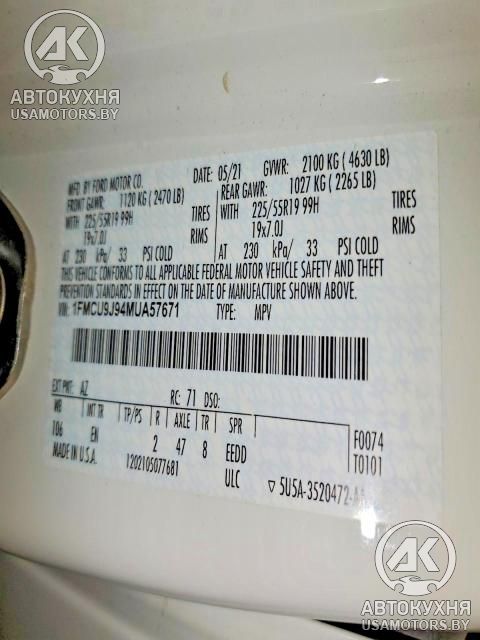 АК
АВТОКУХНЯ
USAMOTORS.BY
MFD. BY FORD MOTOR CO. DATE: 05/21 GVWR: 2100 KG ( 4630 LB)
FRONT GAWR: 1120 KG ( 2470 LB) REAR GAWR: 1027 KG ( 2265 LB)
WITH 225/55R19 99H TIRES WITH 225/55R19 99H TIRES
19x7.0J RIMS 19x7.0J RIMS
AT 230 kPa/ 33 PSI COLD AT 230 kPa/ 33 PSI COLD
THIS VEHICLE CONFORMS TO ALL APPLICABLE FEDERAL MOTOR VEHICLE SAFETY AND THEFT
PREVENTION STANDARDS IN EFFECT ON THE DATE OF MANUFACTURE SHOWN ABOVE.
VIN: 1FMCU9J94MUA57671 TYPE: MPV
EXT PNT: AZ RC: 71 DSO:
WB INT TR TP/PS R AXLE TR SPR
106 EN 2 47 8 EEDD F0074
MADE IN U.S.A. 1202105077681 ULC T0101
▽ 5U5A-3520472-
АК
АВТОКУХНЯ
USAMOTORS.BY